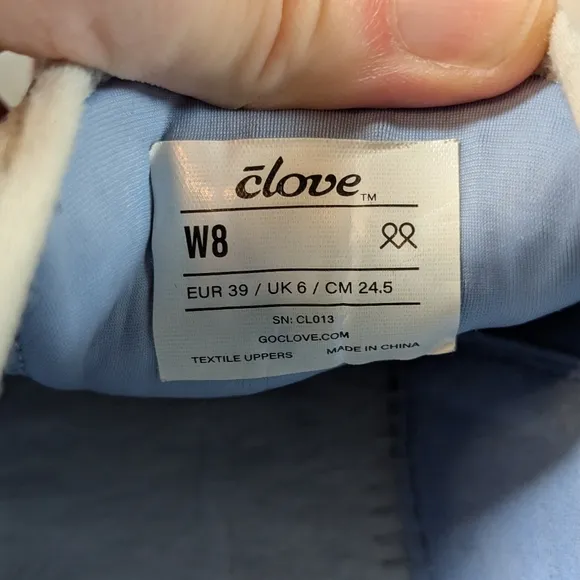 clove™
W8
EUR 39 / UK 6 / CM 24.5
SN: CL013
GOCLOVE.COM
TEXTILE UPPERS MADE IN CHINA